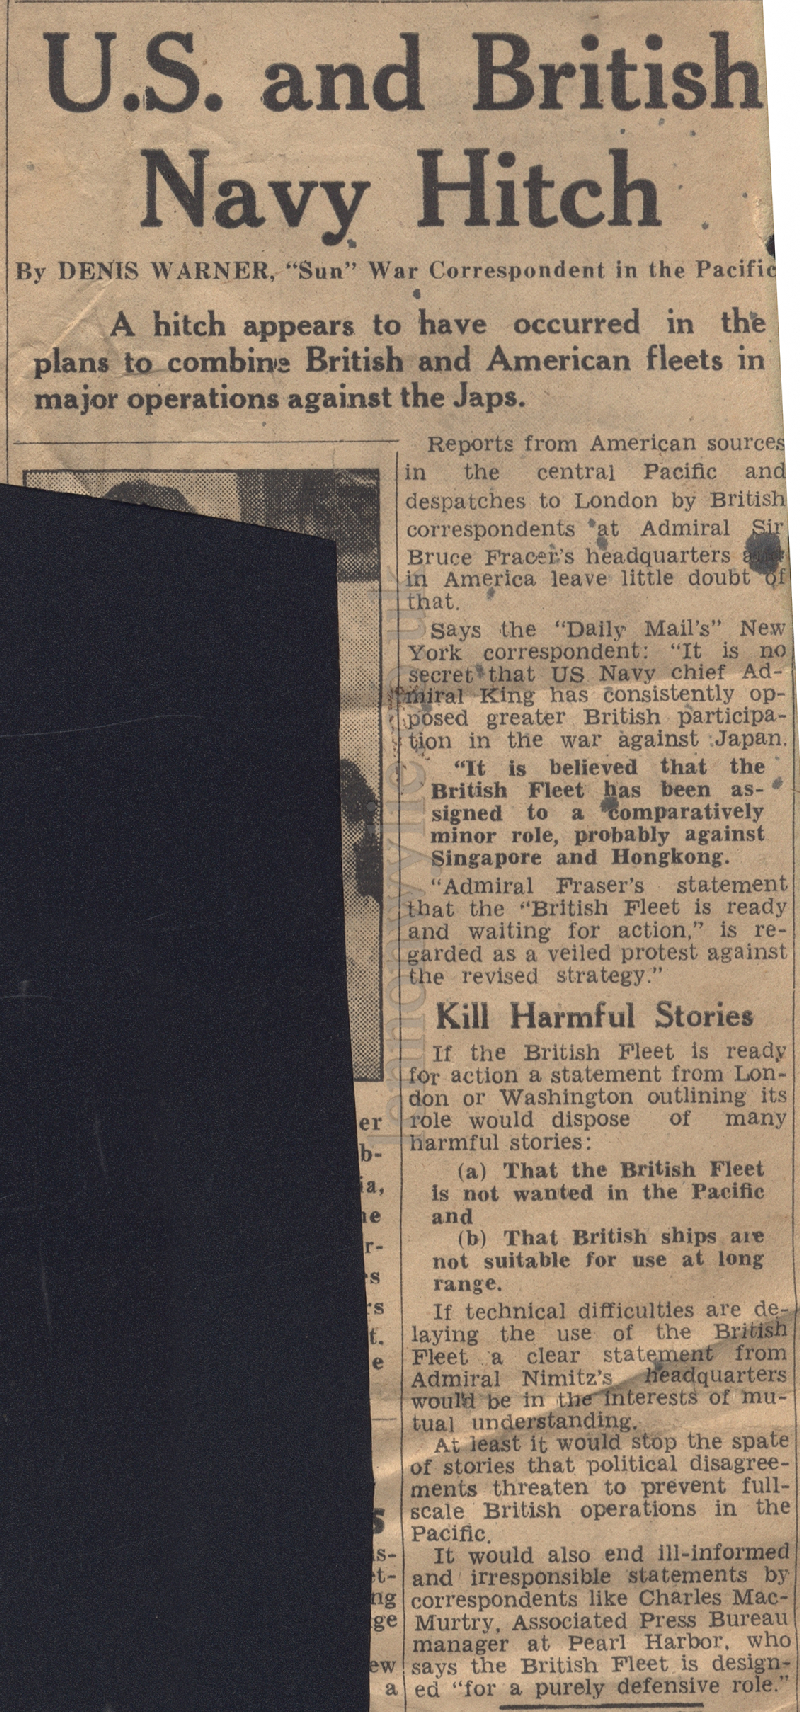 U.S. and British
Navy Hitch
By DENIS WARNER, "Sun" War Correspondent in the Pacific
A hitch appears to have occurred in the
plans to combine British and American fleets in
major operations against the Japs.
Reports from American sources
in the central Pacific and
despatches to London by British
correspondents at Admiral Sir
Bruce Fracer's headquarters
in America leave little doubt of
that.
Says the "Daily Mail's" New
York correspondent: "It is no
secret that US Navy chief Ad-
miral King has consistently op-
posed greater British participa-
tion in the war against Japan.
"It is believed that the
British Fleet has been as-
signed to a comparatively
minor role, probably against
Singapore and Hongkong.
"Admiral Fraser's statement
that the "British Fleet is ready
and waiting for action," is re-
garded as a veiled protest against
the revised strategy."
Kill Harmful Stories
If the British Fleet is ready
for action a statement from Lon-
don or Washington outlining its
role would dispose of many
harmful stories:
(a) That the British Fleet
is not wanted in the Pacific
and
(b) That British ships are
not suitable for use at long
range.
If technical difficulties are de-
laying the use of the British
Fleet a clear statement from
Admiral Nimitz's headquarters
would be in the interests of mu-
tual understanding.
At least it would stop the spate
of stories that political disagree-
ments threaten to prevent full-
scale British operations in the
Pacific.
It would also end ill-informed
and irresponsible statements by
correspondents like Charles Mac-
Murtry, Associated Press Bureau
manager at Pearl Harbor, who
says the British Fleet is design-
ed "for a purely defensive role."